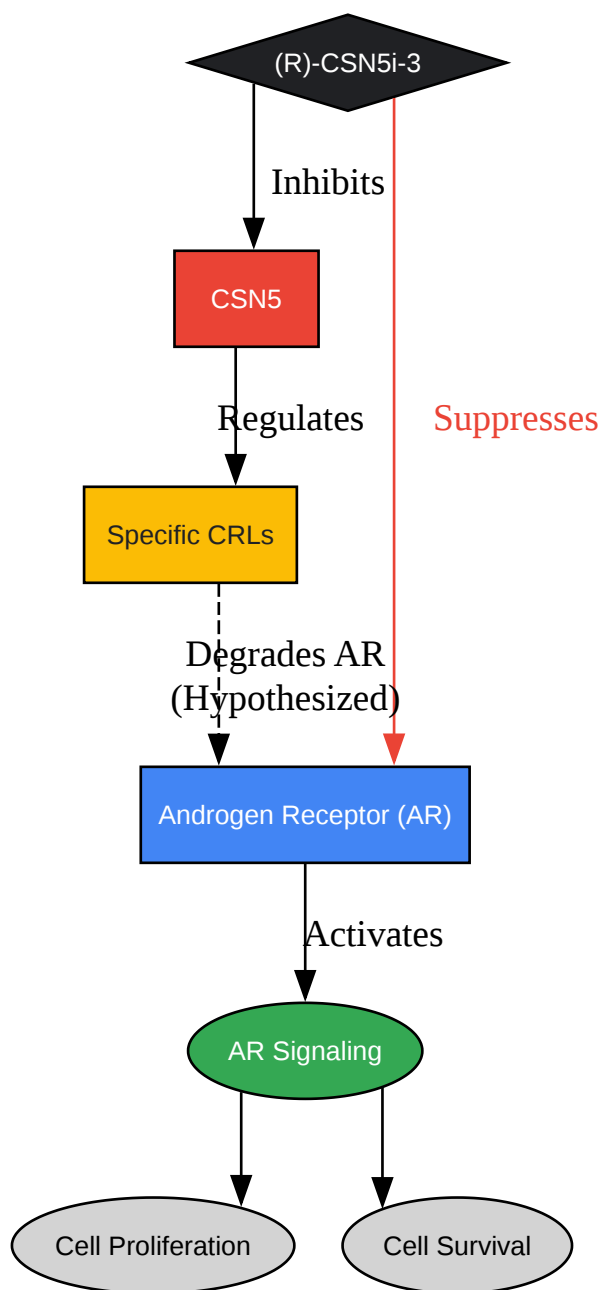 (R)-CSN5i-3
Inhibits
CSN5
Regulates
Suppresses
Specific CRLs
Degrades AR
(Hypothesized)
Androgen Receptor (AR)
Activates
AR Signaling
Cell Proliferation
Cell Survival